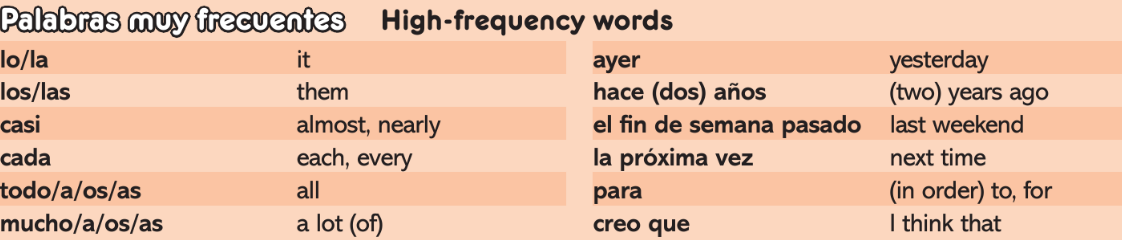 Palabras muy frecuentes High-frequency words
lo/la it
los/las them
casi almost, nearly
cada each, every
todo/a/os/as all
mucho/a/os/as a lot (of)
ayer yesterday
hace (dos) años (two) years ago
el fin de semana pasado last weekend
la próxima vez next time
para (in order) to, for
creo que I think that